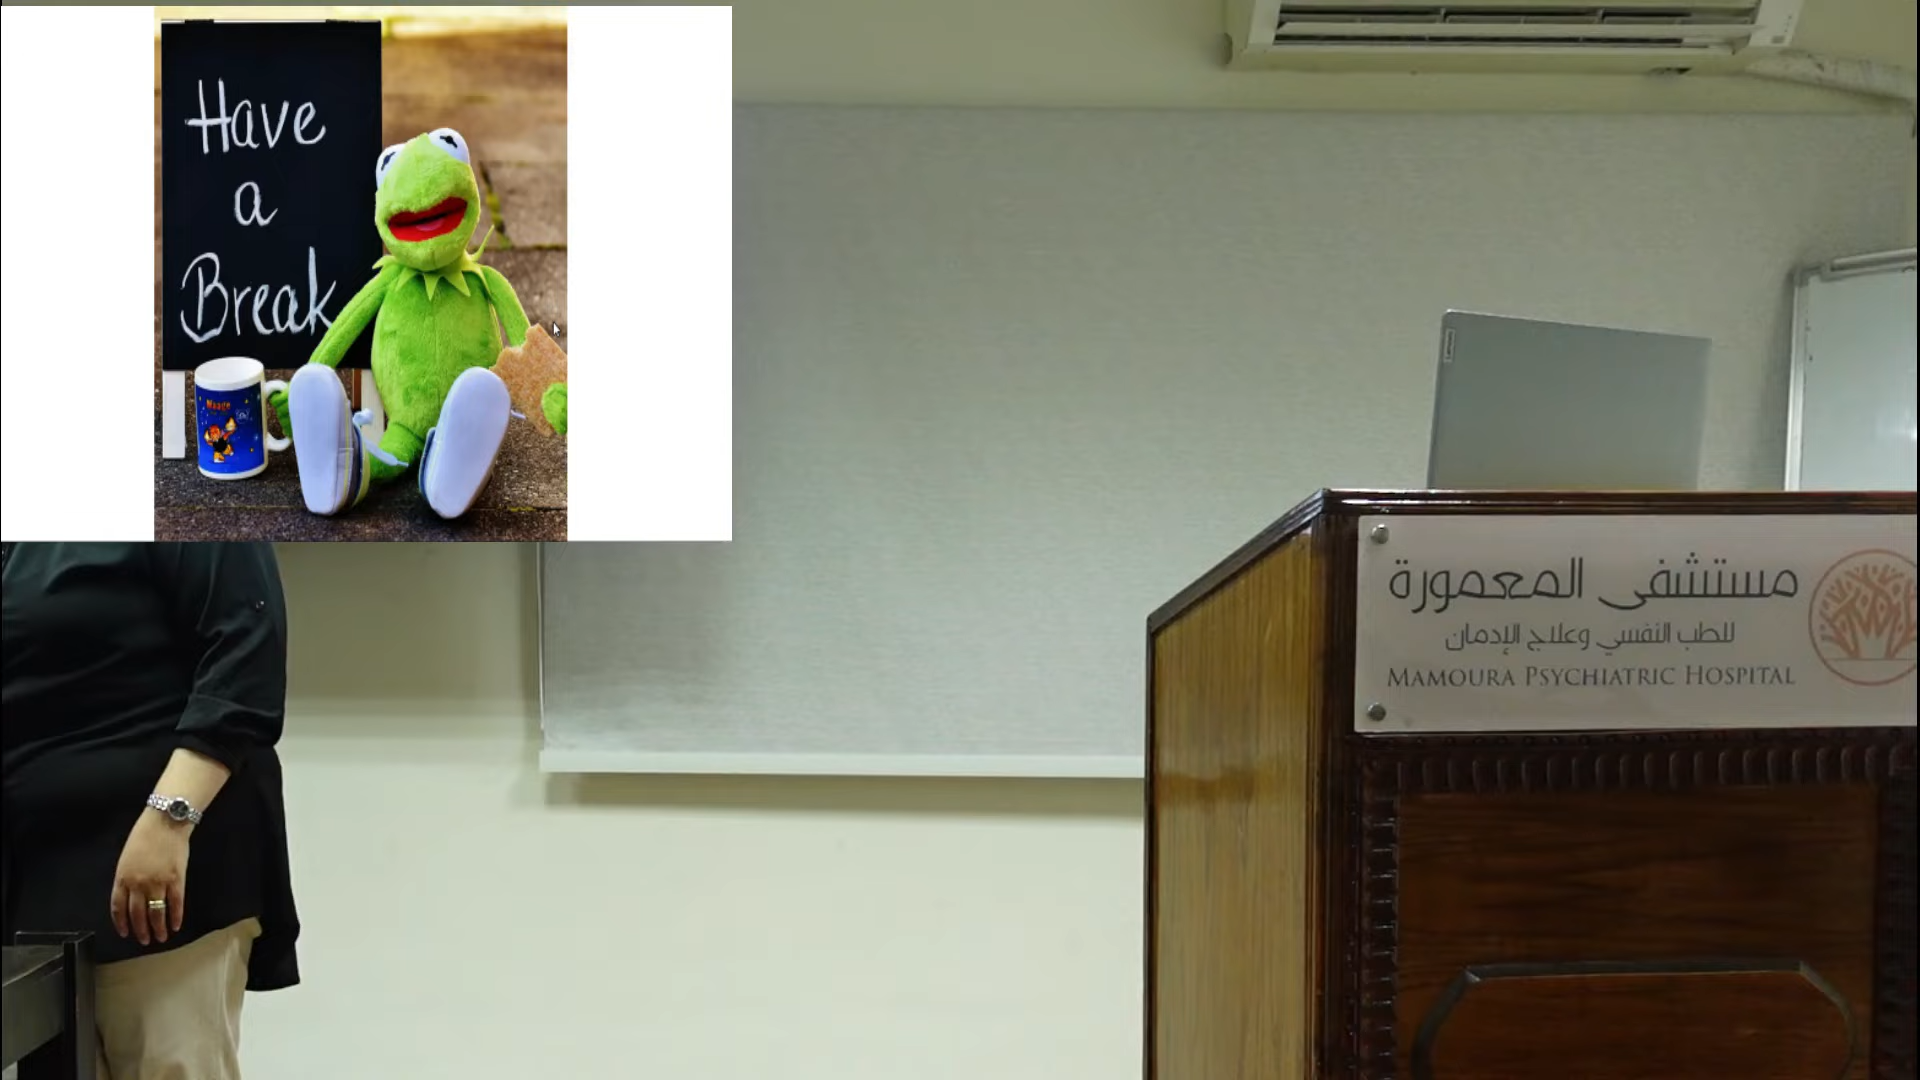 Have
a
Break
مستشفى المعمورة
للطب النفسي وعلاج الإدمان
MAMOURA PSYCHIATRIC HOSPITAL